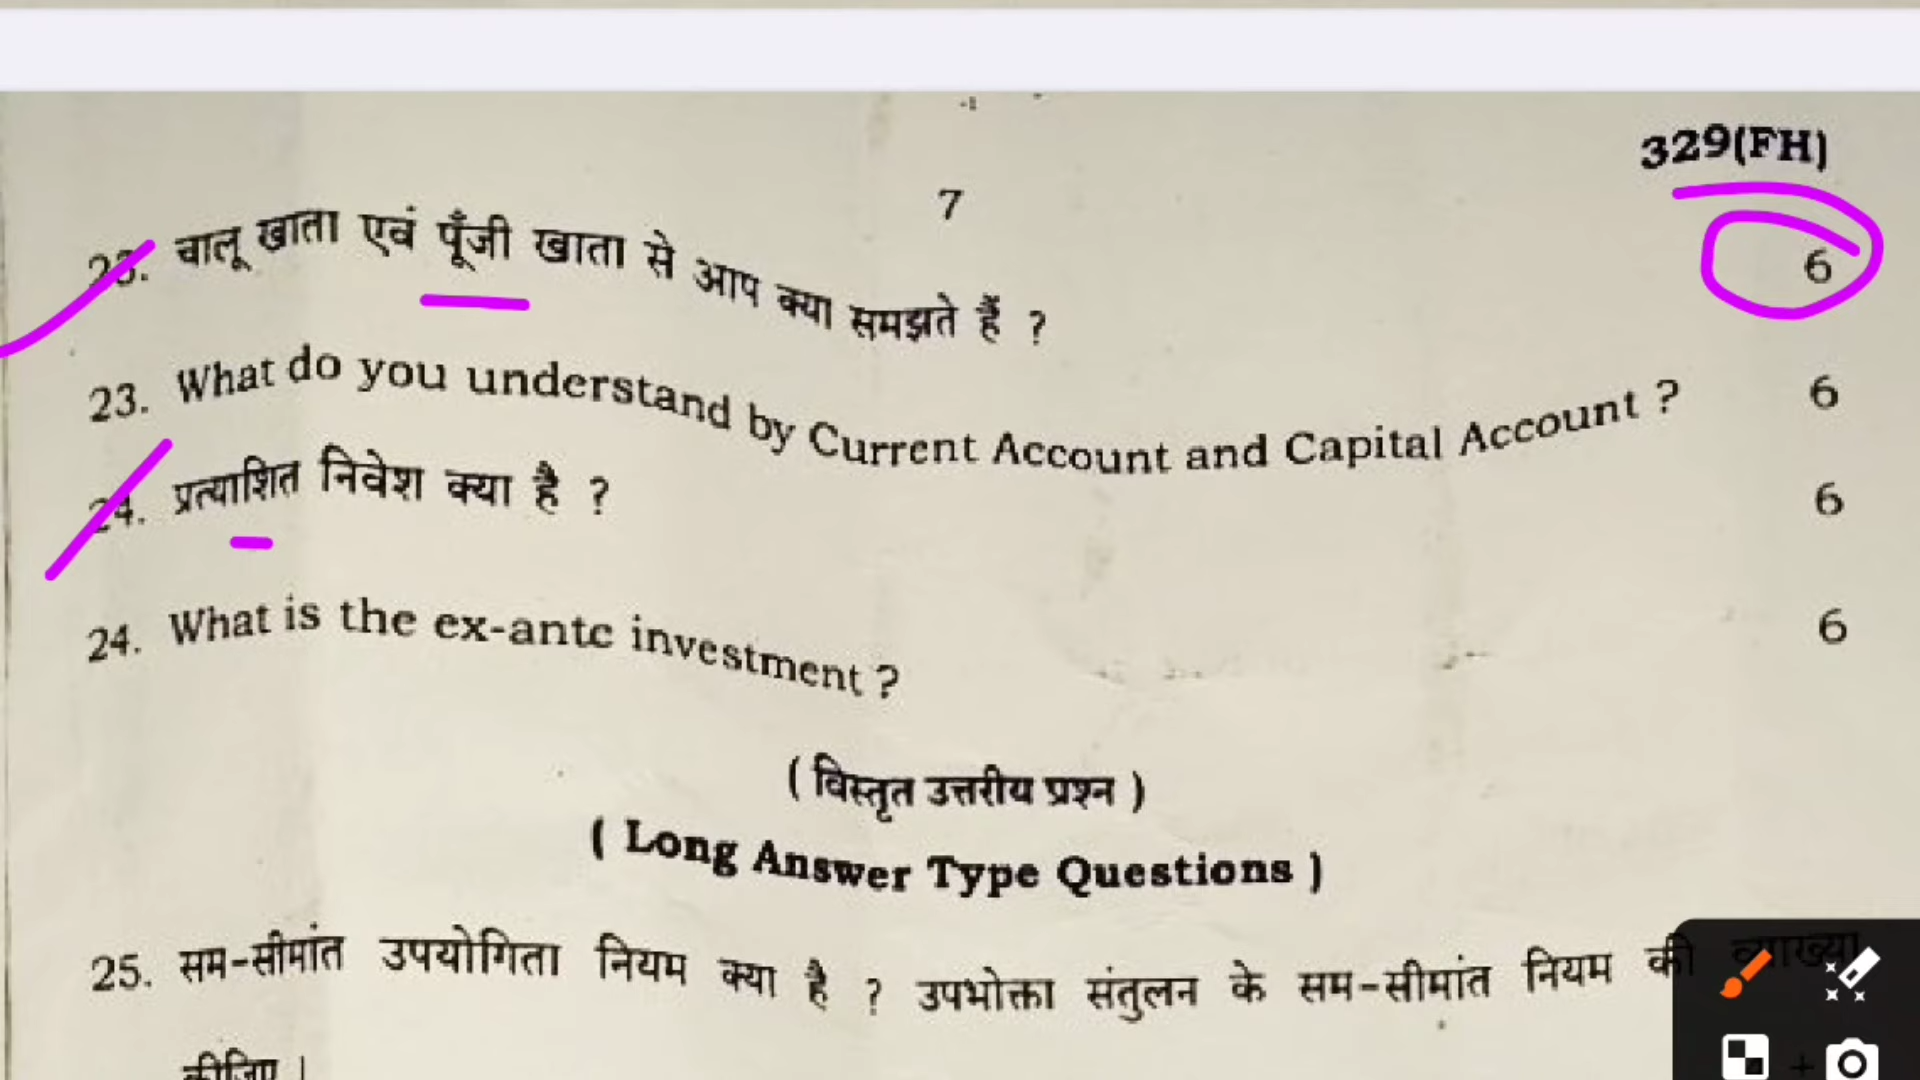 329(FH)
7
23. चालू खाता एवं पूँजी खाता से आप क्या समझते हैं ? 6
23. What do you understand by Current Account and Capital Account ? 6
24. प्रत्याशित निवेश क्या है ? 6
24. What is the ex-ante investment ? 6
( विस्तृत उत्तरीय प्रश्न )
( Long Answer Type Questions )
25. सम-सीमांत उपयोगिता नियम क्या है ? उपभोक्ता संतुलन के सम-सीमांत नियम की व्याख्या
कीजिए ।